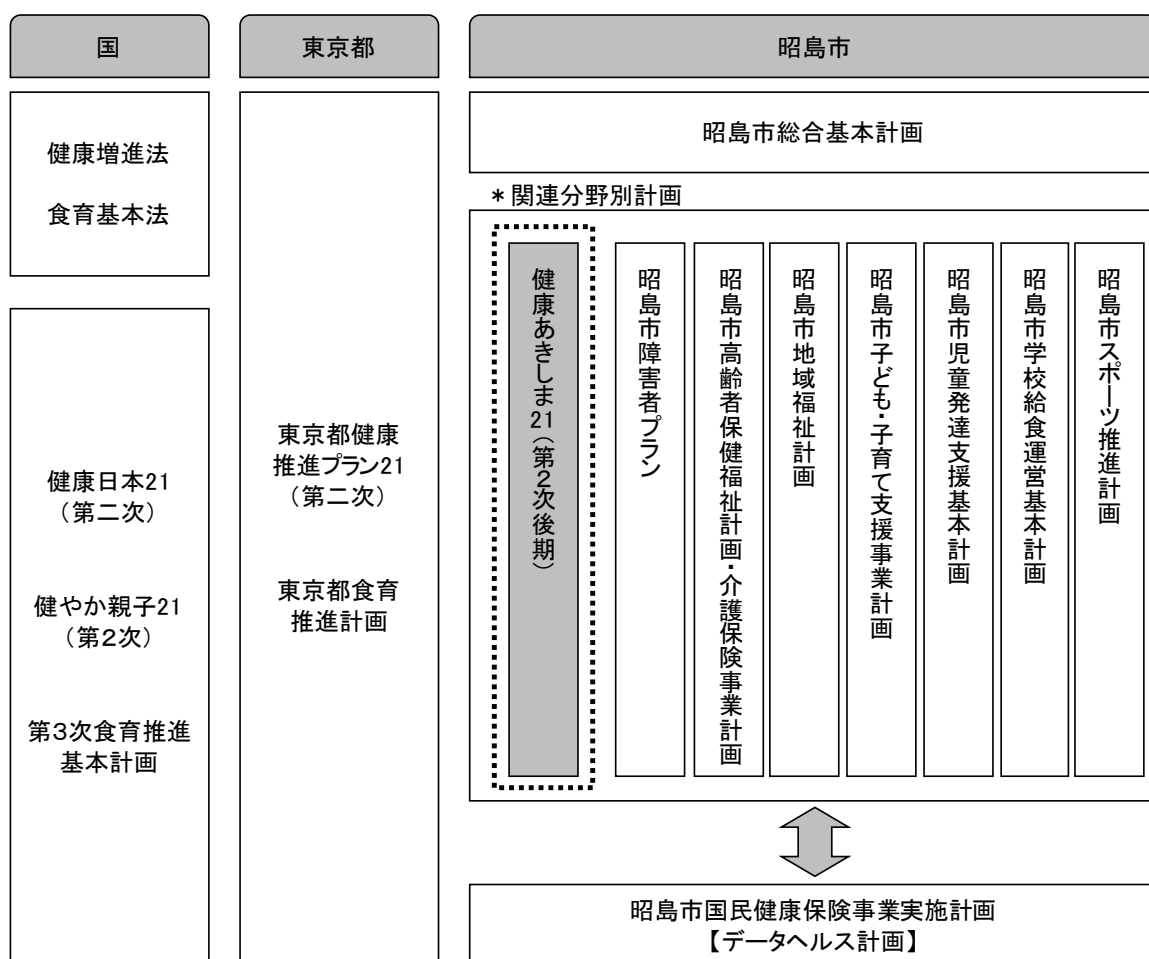 国
東京都
昭島市
健康増進法
食育基本法
健康日本21
（第二次）
健やか親子21
（第２次）
第３次食育推進
基本計画
東京都健康
推進プラン21
（第二次）
東京都食育
推進計画
昭島市総合基本計画
＊関連分野別計画
健康あきしま21（第２次後期）
昭島市障害者プラン
昭島市高齢者保健福祉計画・介護保険事業計画
昭島市地域福祉計画
昭島市子ども・子育て支援事業計画
昭島市児童発達支援基本計画
昭島市学校給食運営基本計画
昭島市スポーツ推進計画
昭島市国民健康保険事業実施計画
【データヘルス計画】